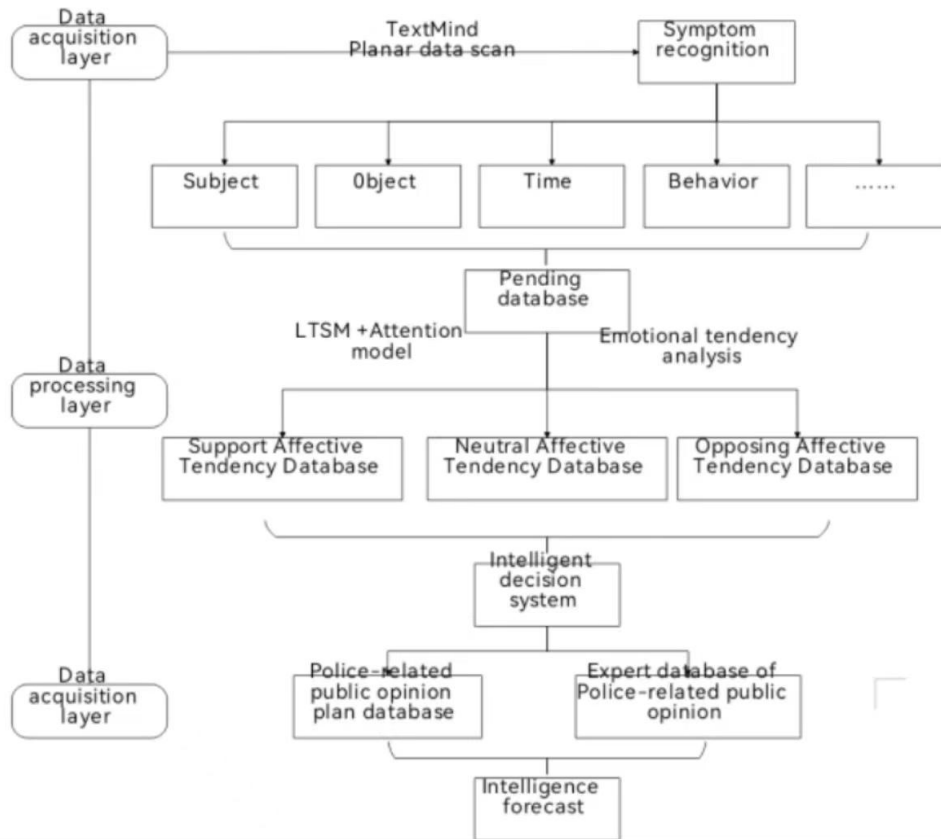 Data
acquisition
layer
TextMind
Planar data scan
Symptom
recognition
Subject
0bject
Time
Behavior
......
Pending
database
LTSM +Attention
model
Emotional tendency
analysis
Data
processing
layer
Support Affective
Tendency Database
Neutral Affective
Tendency Database
Opposing Affective
Tendency Database
Intelligent
decision
system
Data
acquisition
layer
Police-related
public opinion
plan database
Expert database of
Police-related public
opinion
Intelligence
forecast